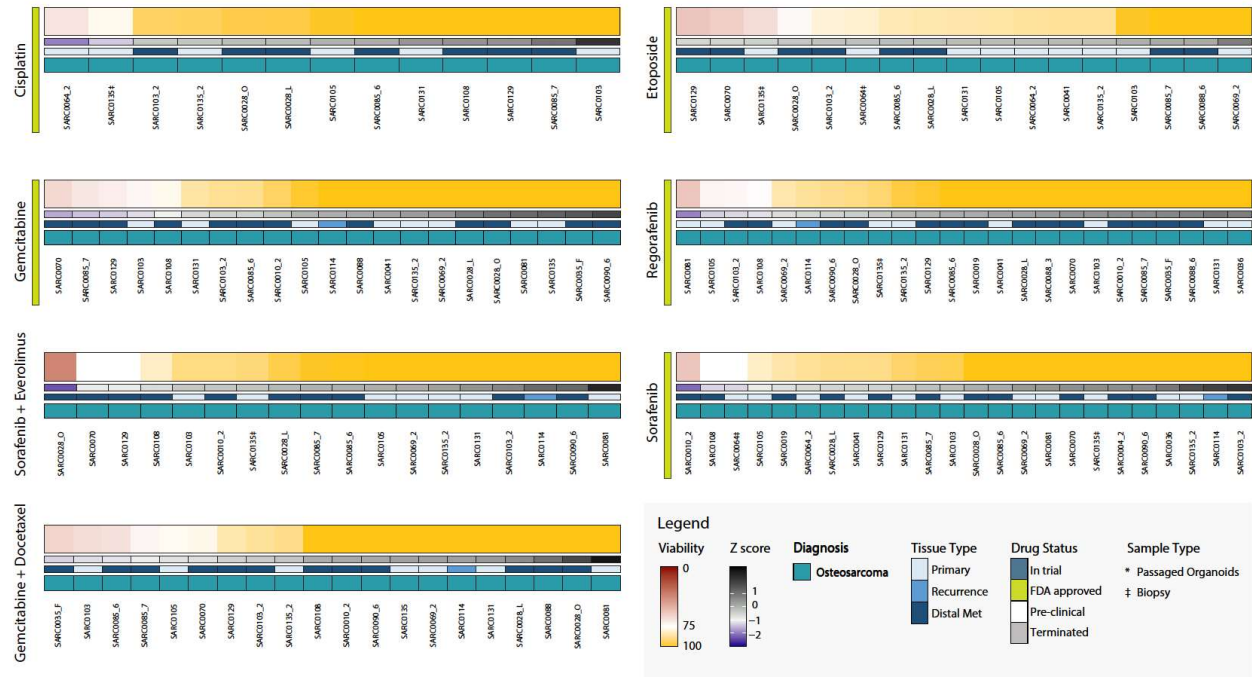 Cisplatin
SARC0064_2
SARC0135‡
SARC0103_2
SARC0135_2
SARC0028_O
SARC0028_L
SARC0105
SARC0085_6
SARC0131
SARC0108
SARC0129
SARC0085_7
SARC0103
Etoposide
SARC0129
SARC0070
SARC0135‡
SARC0028_O
SARC0103_2
SARC0064‡
SARC0085_6
SARC0028_L
SARC0131
SARC0105
SARC0064_2
SARC0041
SARC0135_2
SARC0103
SARC0085_7
SARC0088_6
SARC0069_2
Gemcitabine
SARC0070
SARC0085_7
SARC0129
SARC0103
SARC0108
SARC0131
SARC0103_2
SARC0085_6
SARC0010_2
SARC0105
SARC0114
SARC0088
SARC0041
SARC0135_2
SARC0069_2
SARC0028_L
SARC0028_O
SARC0081
SARC0135
SARC0035_F
SARC0090_6
Regorafenib
SARC0081
SARC0105
SARC0103_2
SARC0108
SARC0069_2
SARC0114
SARC0090_6
SARC0028_O
SARC0135‡
SARC0135_2
SARC0129
SARC0085_6
SARC0019
SARC0041
SARC0028_L
SARC0088_3
SARC0070
SARC0103
SARC0010_2
SARC0085_7
SARC0035_F
SARC0088_6
SARC0131
SARC0036
Sorafenib + Everolimus
SARC0028_O
SARC0070
SARC0129
SARC0108
SARC0103
SARC0010_2
SARC0135‡
SARC0028_L
SARC0085_7
SARC0085_6
SARC0105
SARC0069_2
SARC0135_2
SARC0131
SARC0103_2
SARC0114
SARC0090_6
SARC0081
Sorafenib
SARC0010_2
SARC0108
SARC0064‡
SARC0105
SARC0019
SARC0064_2
SARC0028_L
SARC0041
SARC0129
SARC0131
SARC0085_7
SARC0103
SARC0028_O
SARC0085_6
SARC0069_2
SARC0081
SARC0070
SARC0135‡
SARC0004_2
SARC0090_6
SARC0036
SARC0135_2
SARC0114
SARC0103_2
Gemcitabine + Docetaxel
SARC0035_F
SARC0103
SARC0085_6
SARC0085_7
SARC0105
SARC0070
SARC0129
SARC0103_2
SARC0135_2
SARC0108
SARC0010_2
SARC0090_6
SARC0135
SARC0069_2
SARC0114
SARC0131
SARC0028_L
SARC0088
SARC0028_O
SARC0081
Legend
Viability
0
75
100
Z score
1
0
−1
−2
Diagnosis
Osteosarcoma
Tissue Type
Primary
Recurrence
Distal Met
Drug Status
In trial
FDA approved
Pre-clinical
Terminated
Sample Type
* Passaged Organoids
‡ Biopsy